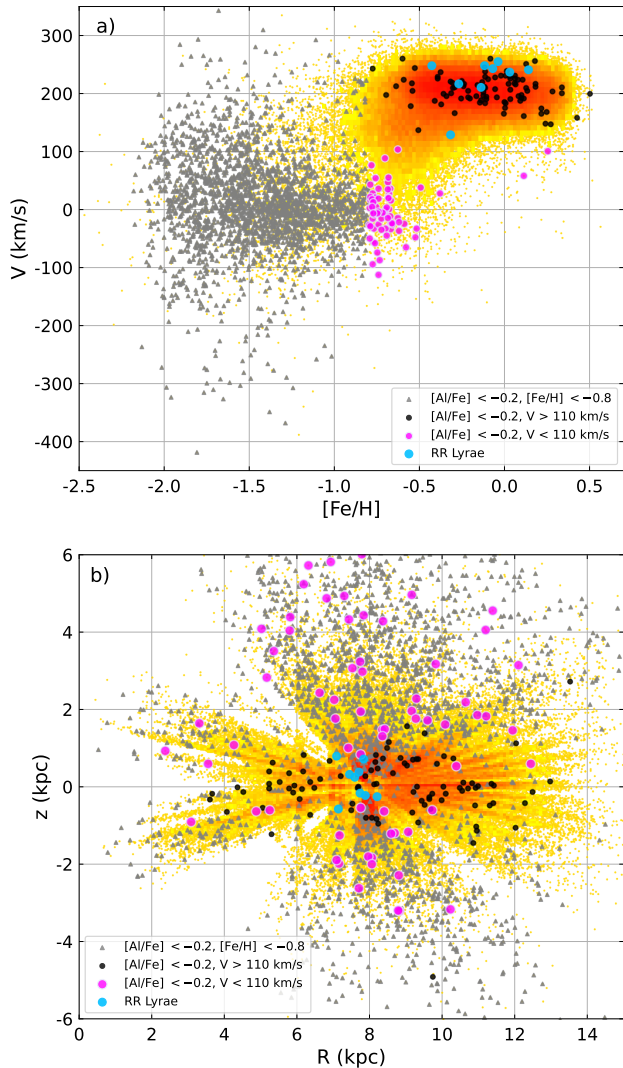 a)
300
200
100
0
-100
-200
-300
-400
V (km/s)
[Al/Fe] <−0.2, [Fe/H] <−0.8
[Al/Fe] <−0.2, V > 110 km/s
[Al/Fe] <−0.2, V < 110 km/s
RR Lyrae
-2.5 -2.0 -1.5 -1.0 -0.5 0.0 0.5
[Fe/H]
b)
6
4
2
0
-2
-4
-6
z (kpc)
[Al/Fe] <−0.2, [Fe/H] <−0.8
[Al/Fe] <−0.2, V > 110 km/s
[Al/Fe] <−0.2, V < 110 km/s
RR Lyrae
0 2 4 6 8 10 12 14
R (kpc)